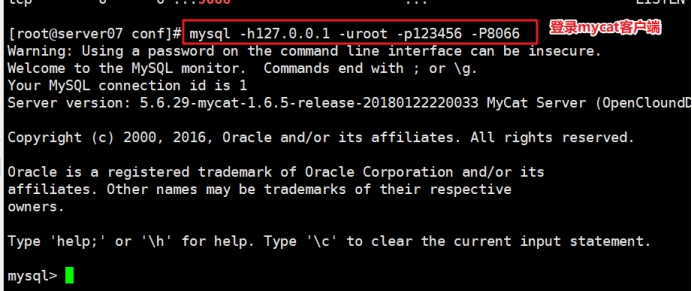 tcp 0 0 :::9066 ... LISTEN
[root@server07 conf]# mysql -h127.0.0.1 -uroot -p123456 -P8066 登录mycat客户端
Warning: Using a password on the command line interface can be insecure.
Welcome to the MySQL monitor.  Commands end with ; or \g.
Your MySQL connection id is 1
Server version: 5.6.29-mycat-1.6.5-release-20180122220033 MyCat Server (OpenCloundD
Copyright (c) 2000, 2016, Oracle and/or its affiliates. All rights reserved.
Oracle is a registered trademark of Oracle Corporation and/or its
affiliates. Other names may be trademarks of their respective
owners.
Type 'help;' or '\h' for help. Type '\c' to clear the current input statement.
mysql>